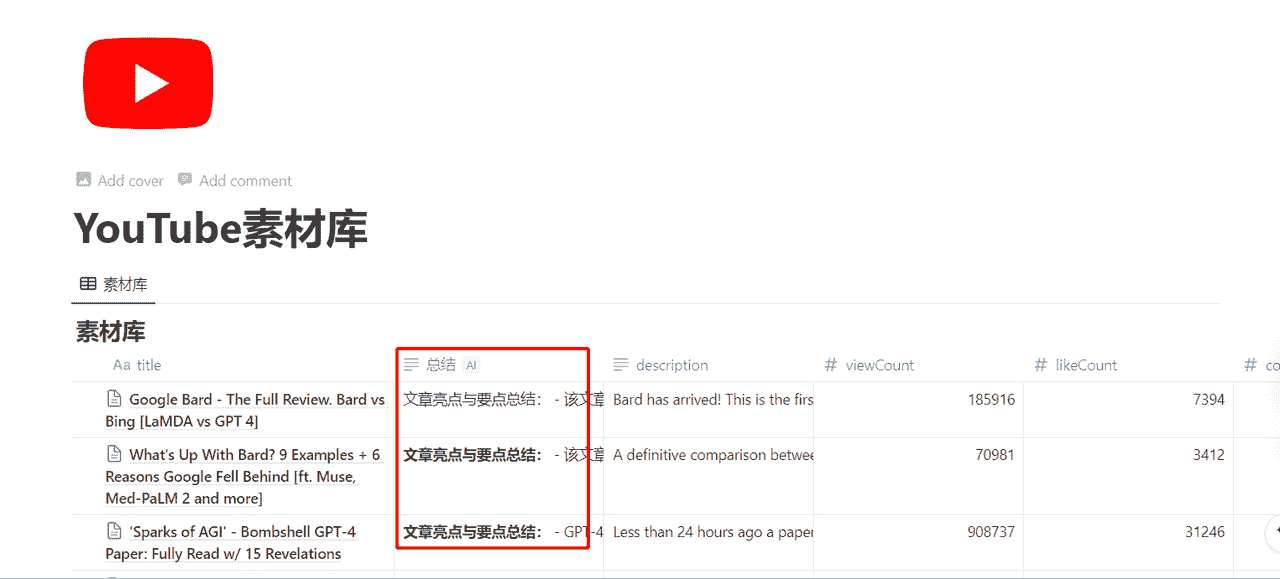 Add cover Add comment
YouTube素材库
素材库
素材库
Aa title 总结 AI description # viewCount # likeCount # co
Google Bard - The Full Review. Bard vs 文章亮点与要点总结： - 该文章 Bard has arrived! This is the firs 185916 7394
Bing [LaMDA vs GPT 4]
What's Up With Bard? 9 Examples + 6 文章亮点与要点总结： - 该文章 A definitive comparison betwee 70981 3412
Reasons Google Fell Behind [ft. Muse,
Med-PaLM 2 and more]
'Sparks of AGI' - Bombshell GPT-4 文章亮点与要点总结： - GPT-4 Less than 24 hours ago a paper 908737 31246
Paper: Fully Read w/ 15 Revelations